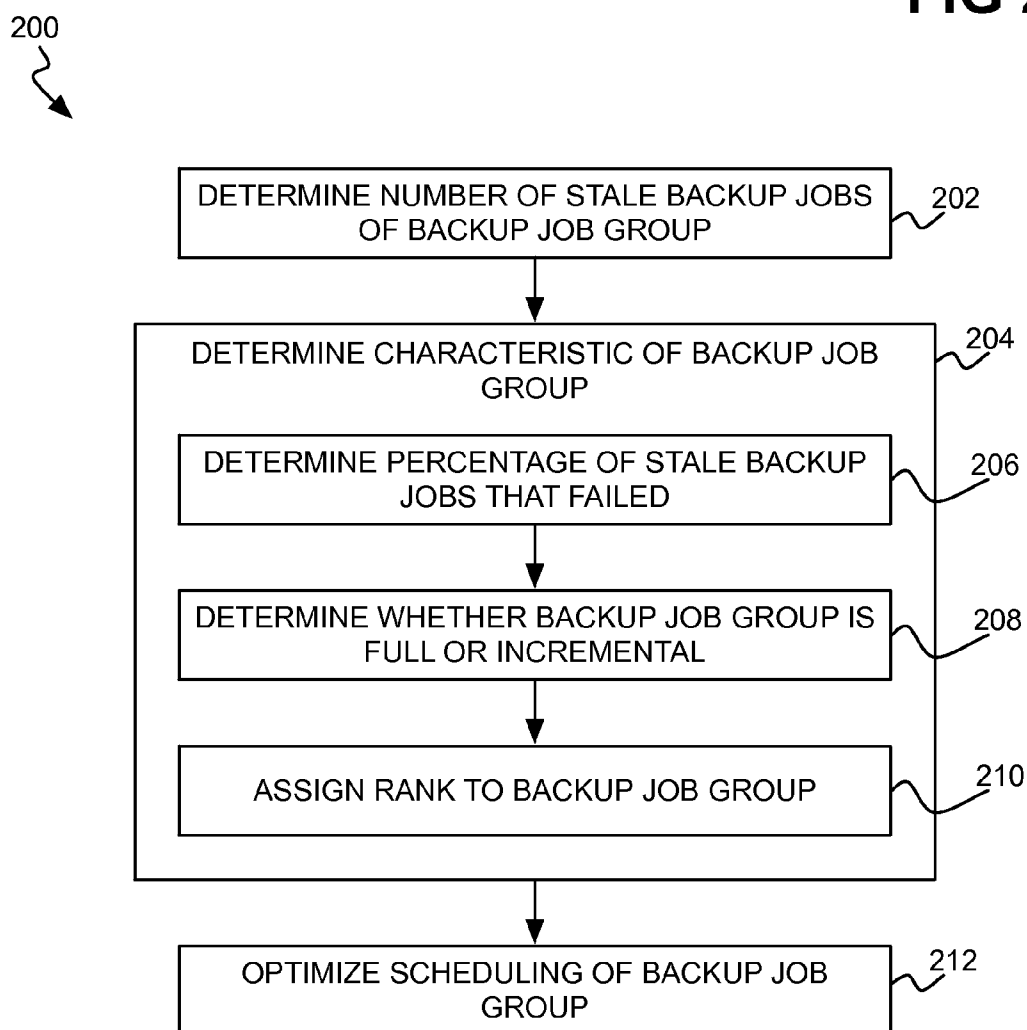 FIG 2
200
DETERMINE NUMBER OF STALE BACKUP JOBS
OF BACKUP JOB GROUP
202
DETERMINE CHARACTERISTIC OF BACKUP JOB
GROUP
204
DETERMINE PERCENTAGE OF STALE BACKUP
JOBS THAT FAILED
206
DETERMINE WHETHER BACKUP JOB GROUP IS
FULL OR INCREMENTAL
208
ASSIGN RANK TO BACKUP JOB GROUP
210
OPTIMIZE SCHEDULING OF BACKUP JOB
GROUP
212